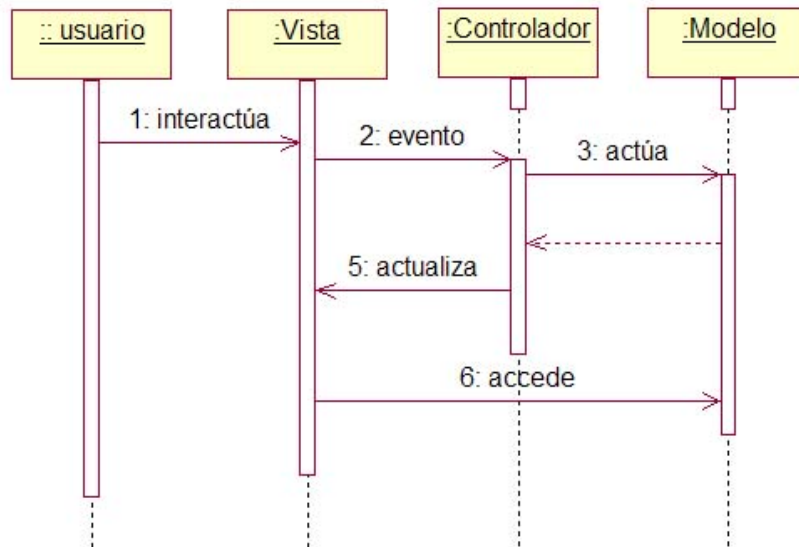 :: usuario
:Vista
:Controlador
:Modelo
1: interactúa
2: evento
3: actúa
5: actualiza
6: accede